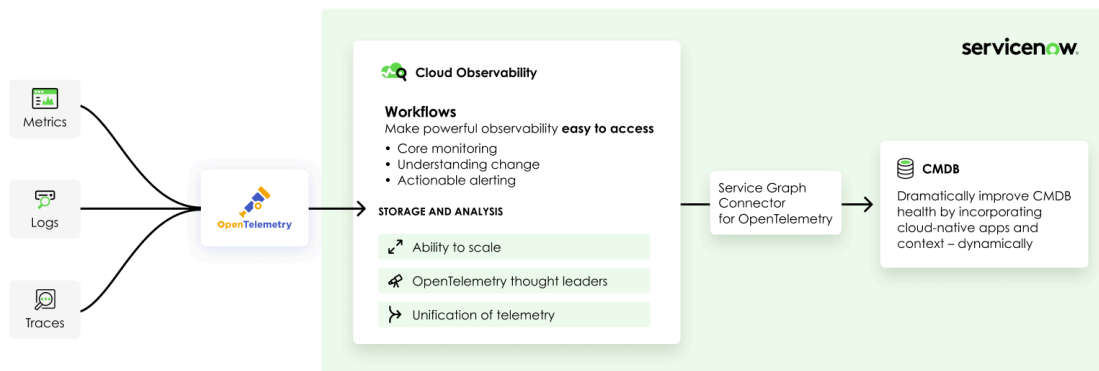 servicenow.
Metrics
Logs
Traces
OpenTelemetry
Cloud Observability
Workflows
Make powerful observability easy to access
• Core monitoring
• Understanding change
• Actionable alerting
STORAGE AND ANALYSIS
Ability to scale
OpenTelemetry thought leaders
Unification of telemetry
Service Graph
Connector
for OpenTelemetry
CMDB
Dramatically improve CMDB
health by incorporating
cloud-native apps and
context – dynamically